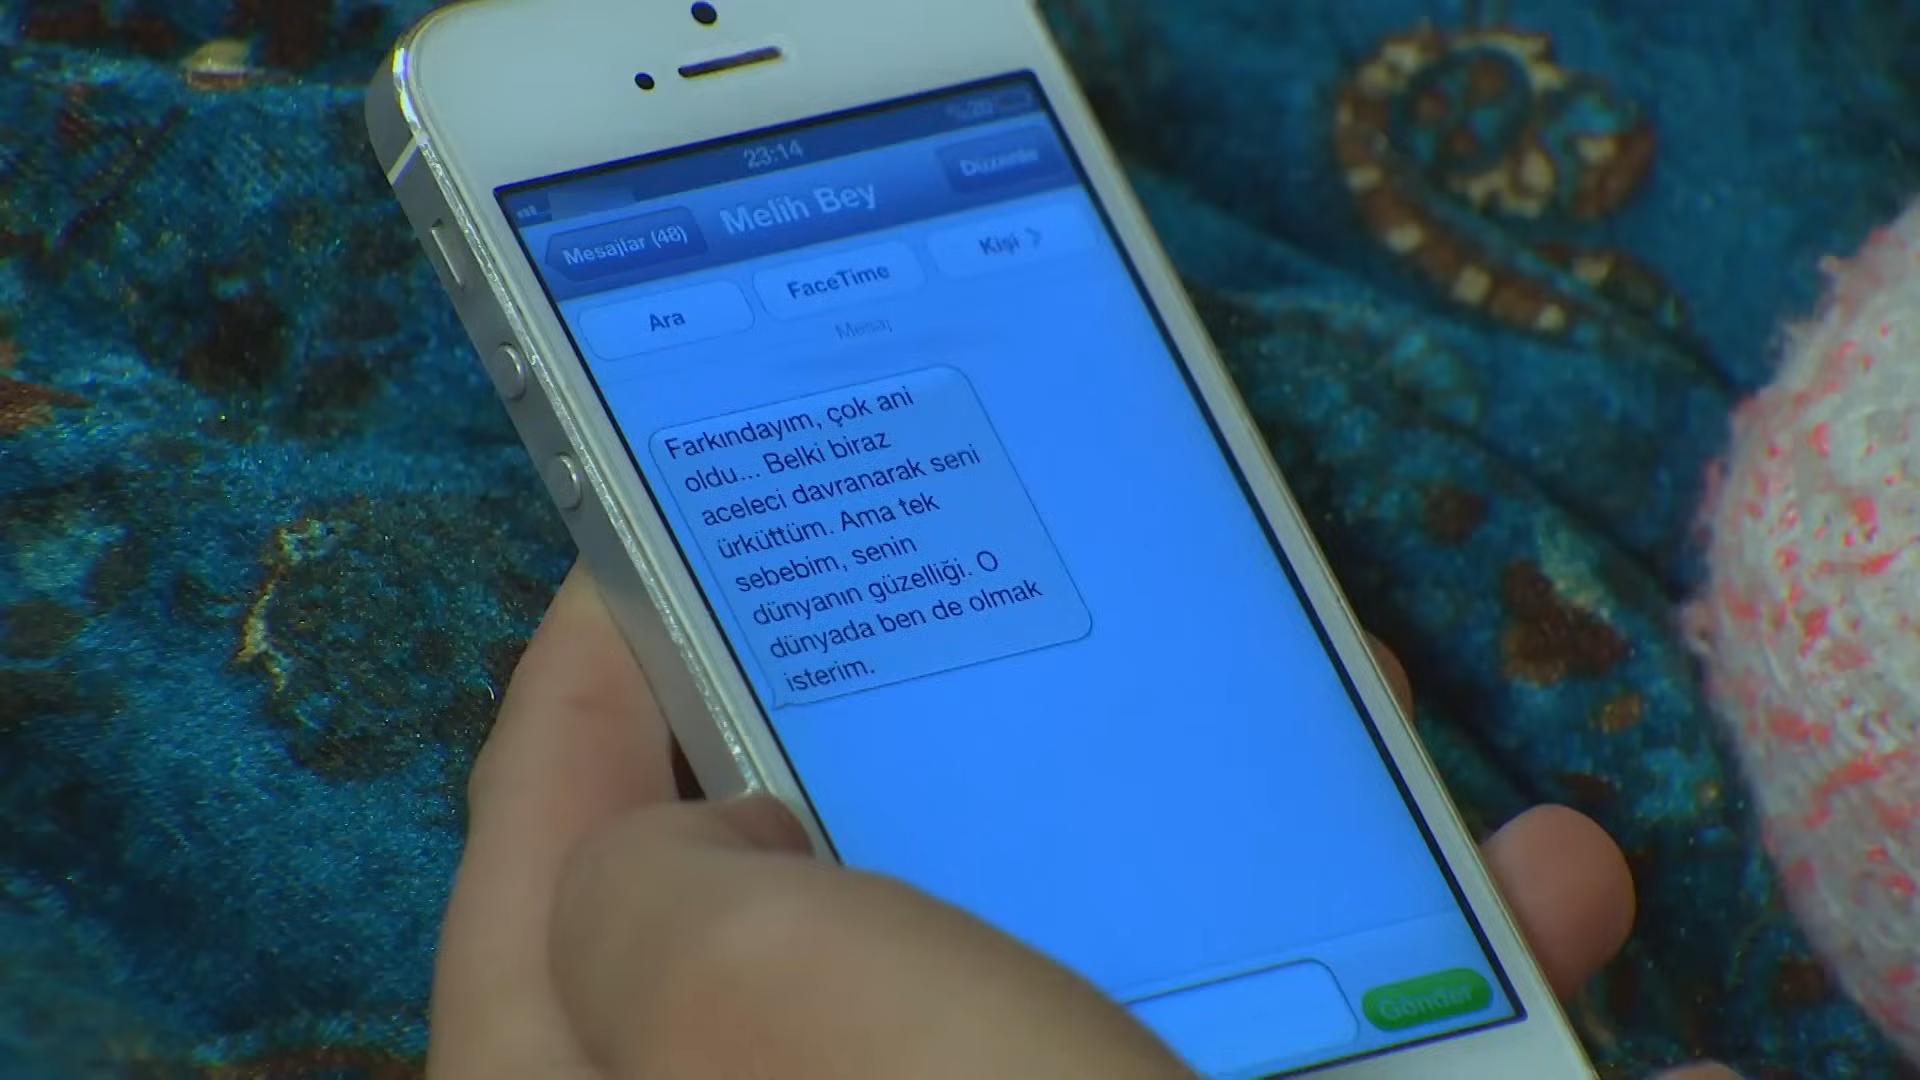 23:14
Mesajlar (48)
Melih Bey
Düzenle
Ara
FaceTime
Kişi
Mesaj
Farkındayım, çok ani
oldu... Belki biraz
aceleci davranarak seni
ürküttüm. Ama tek
sebebim, senin
dünyanın güzelliği. O
dünyada ben de olmak
isterim.
Gönder